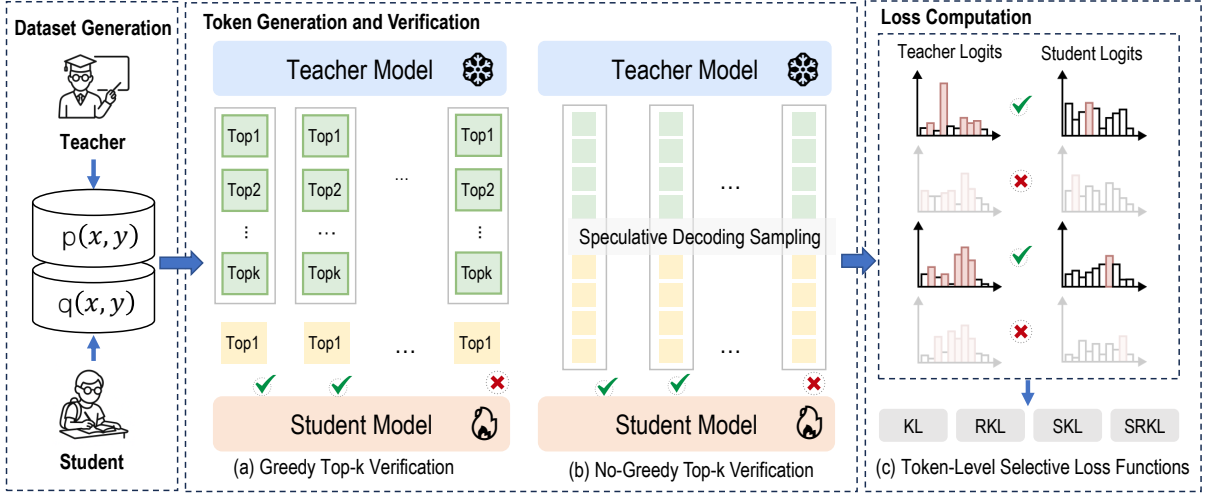 Dataset Generation
Teacher
p(x, y)
q(x, y)
Student
Token Generation and Verification
Teacher Model
Top1 Top1 Top1
...
Top2 Top2 Top2
⋮ ... ⋮
Topk Topk Topk
Top1 Top1 ... Top1
Student Model
(a) Greedy Top-k Verification
Teacher Model
...
Speculative Decoding Sampling
...
Student Model
(b) No-Greedy Top-k Verification
Loss Computation
Teacher Logits Student Logits
KL RKL SKL SRKL
(c) Token-Level Selective Loss Functions